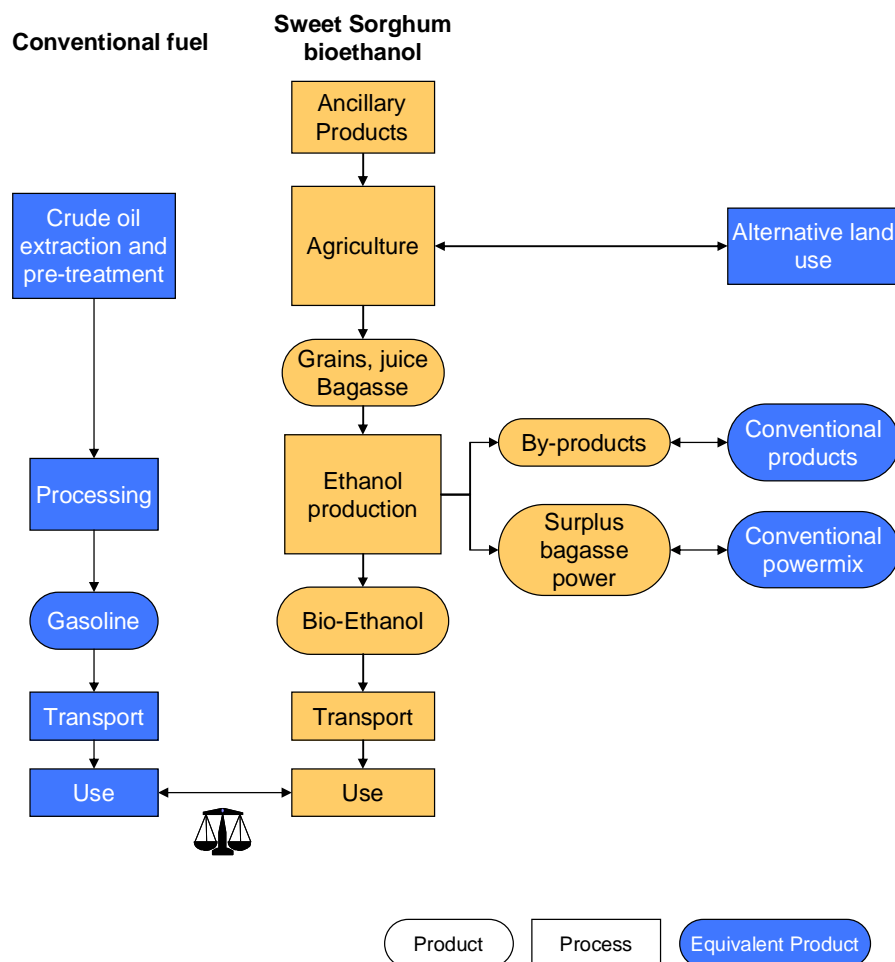 Conventional fuel
Sweet Sorghum
bioethanol
Ancillary
Products
Crude oil
extraction and
pre-treatment
Agriculture
Alternative land
use
Grains, juice
Bagasse
Processing
Ethanol
production
By-products
Conventional
products
Surplus
bagasse
power
Conventional
powermix
Gasoline
Bio-Ethanol
Transport
Transport
Use
Use
Product
Process
Equivalent Product